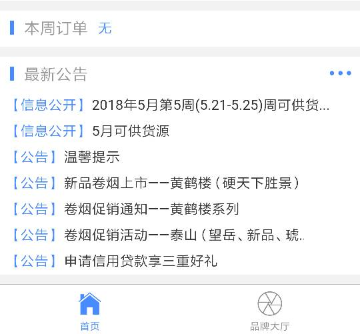 本周订单 无
最新公告
【信息公开】2018年5月第5周(5.21-5.25)周可供货...
【信息公开】5月可供货源
【公告】温馨提示
【公告】新品卷烟上市——黄鹤楼（硬天下胜景）
【公告】卷烟促销通知——黄鹤楼系列
【公告】卷烟促销活动——泰山（望岳、新品、琥..
【公告】申请信用贷款享三重好礼
首页 品牌大厅